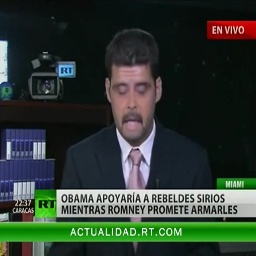 EN VIVO
RT
MIAMI
22:37
CARACAS
OBAMA APOYARÍA A REBELDES SIRIOS
MIENTRAS ROMNEY PROMETE ARMARLES
ACTUALIDAD.RT.COM